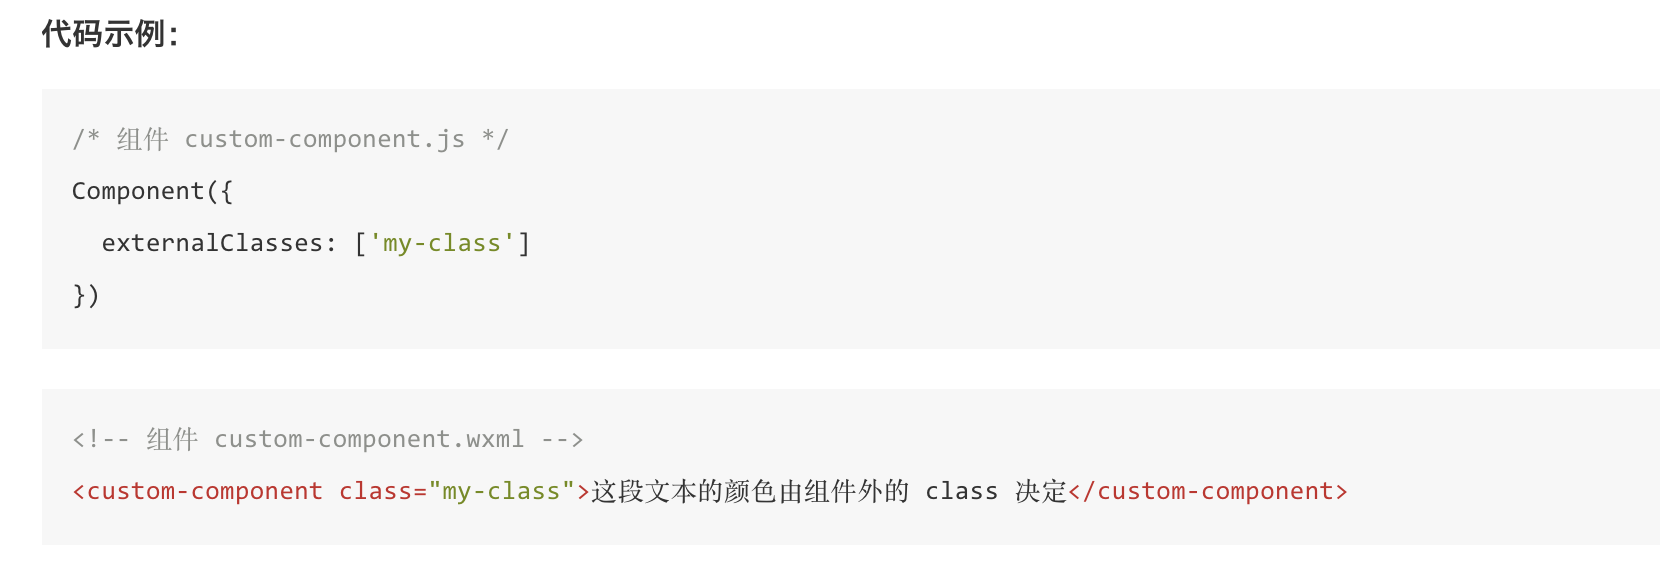 代码示例：
/* 组件 custom-component.js */
Component({
  externalClasses: ['my-class']
})
<!-- 组件 custom-component.wxml -->
<custom-component class="my-class">这段文本的颜色由组件外的 class 决定</custom-component>